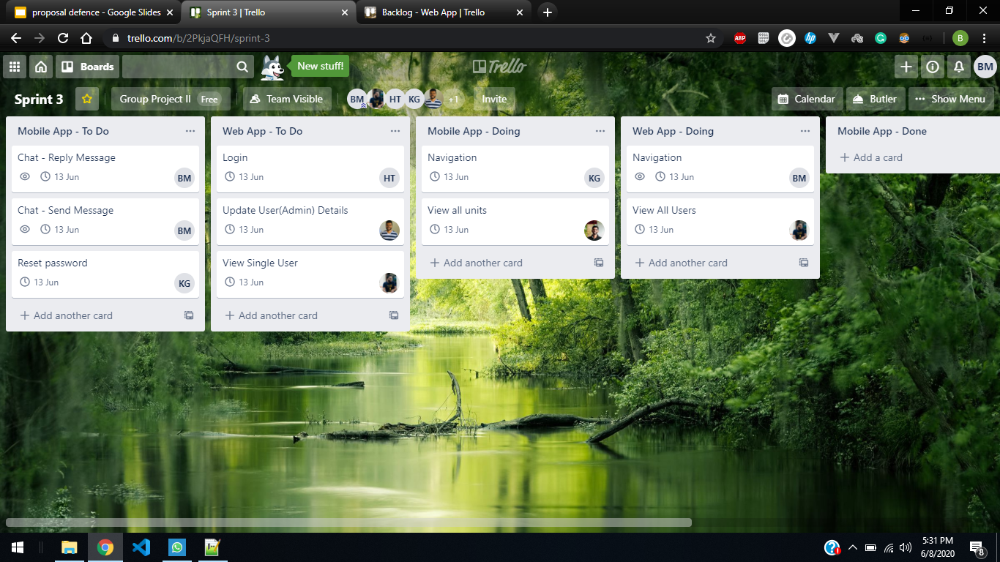 proposal defence - Google Slides
Sprint 3 | Trello
Backlog - Web App | Trello
trello.com/b/2PkjaQFH/sprint-3
ABP
B
Boards
New stuff!
Trello
BM
Sprint 3
Group Project II Free
Team Visible
BM
HT
KG
+1
Invite
Calendar
Butler
Show Menu
Mobile App - To Do
Chat - Reply Message
13 Jun
BM
Chat - Send Message
13 Jun
BM
Reset password
13 Jun
KG
Add another card
Web App - To Do
Login
13 Jun
HT
Update User(Admin) Details
13 Jun
View Single User
13 Jun
Add another card
Mobile App - Doing
Navigation
13 Jun
KG
View all units
13 Jun
Add another card
Web App - Doing
Navigation
13 Jun
BM
View All Users
13 Jun
Add another card
Mobile App - Done
Add a card
5:31 PM
6/8/2020
8